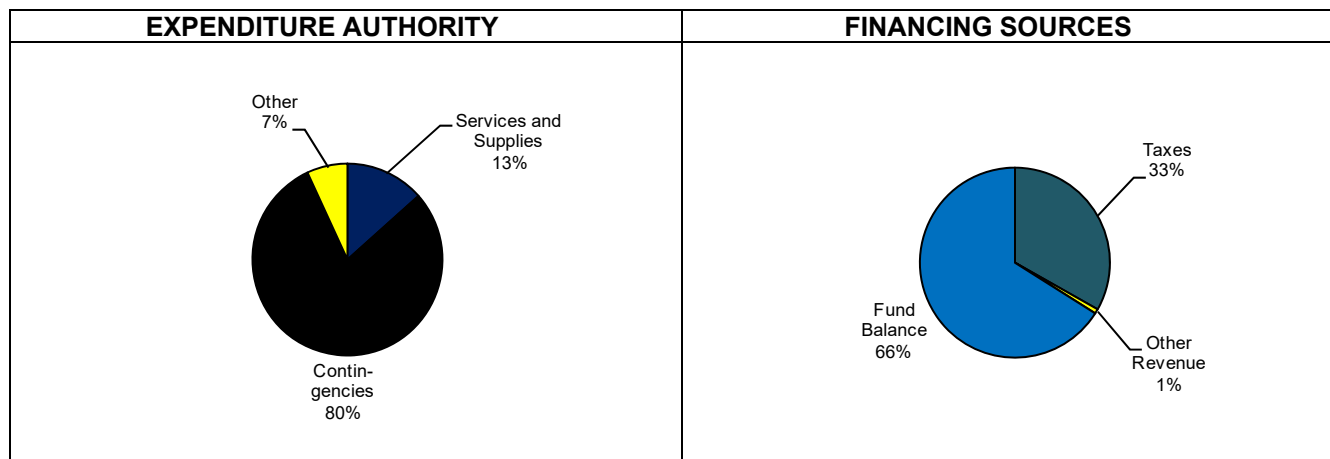 EXPENDITURE AUTHORITY
Other
7%
Services and
Supplies
13%
Contin-
gencies
80%
FINANCING SOURCES
Taxes
33%
Fund
Balance
66%
Other
Revenue
1%